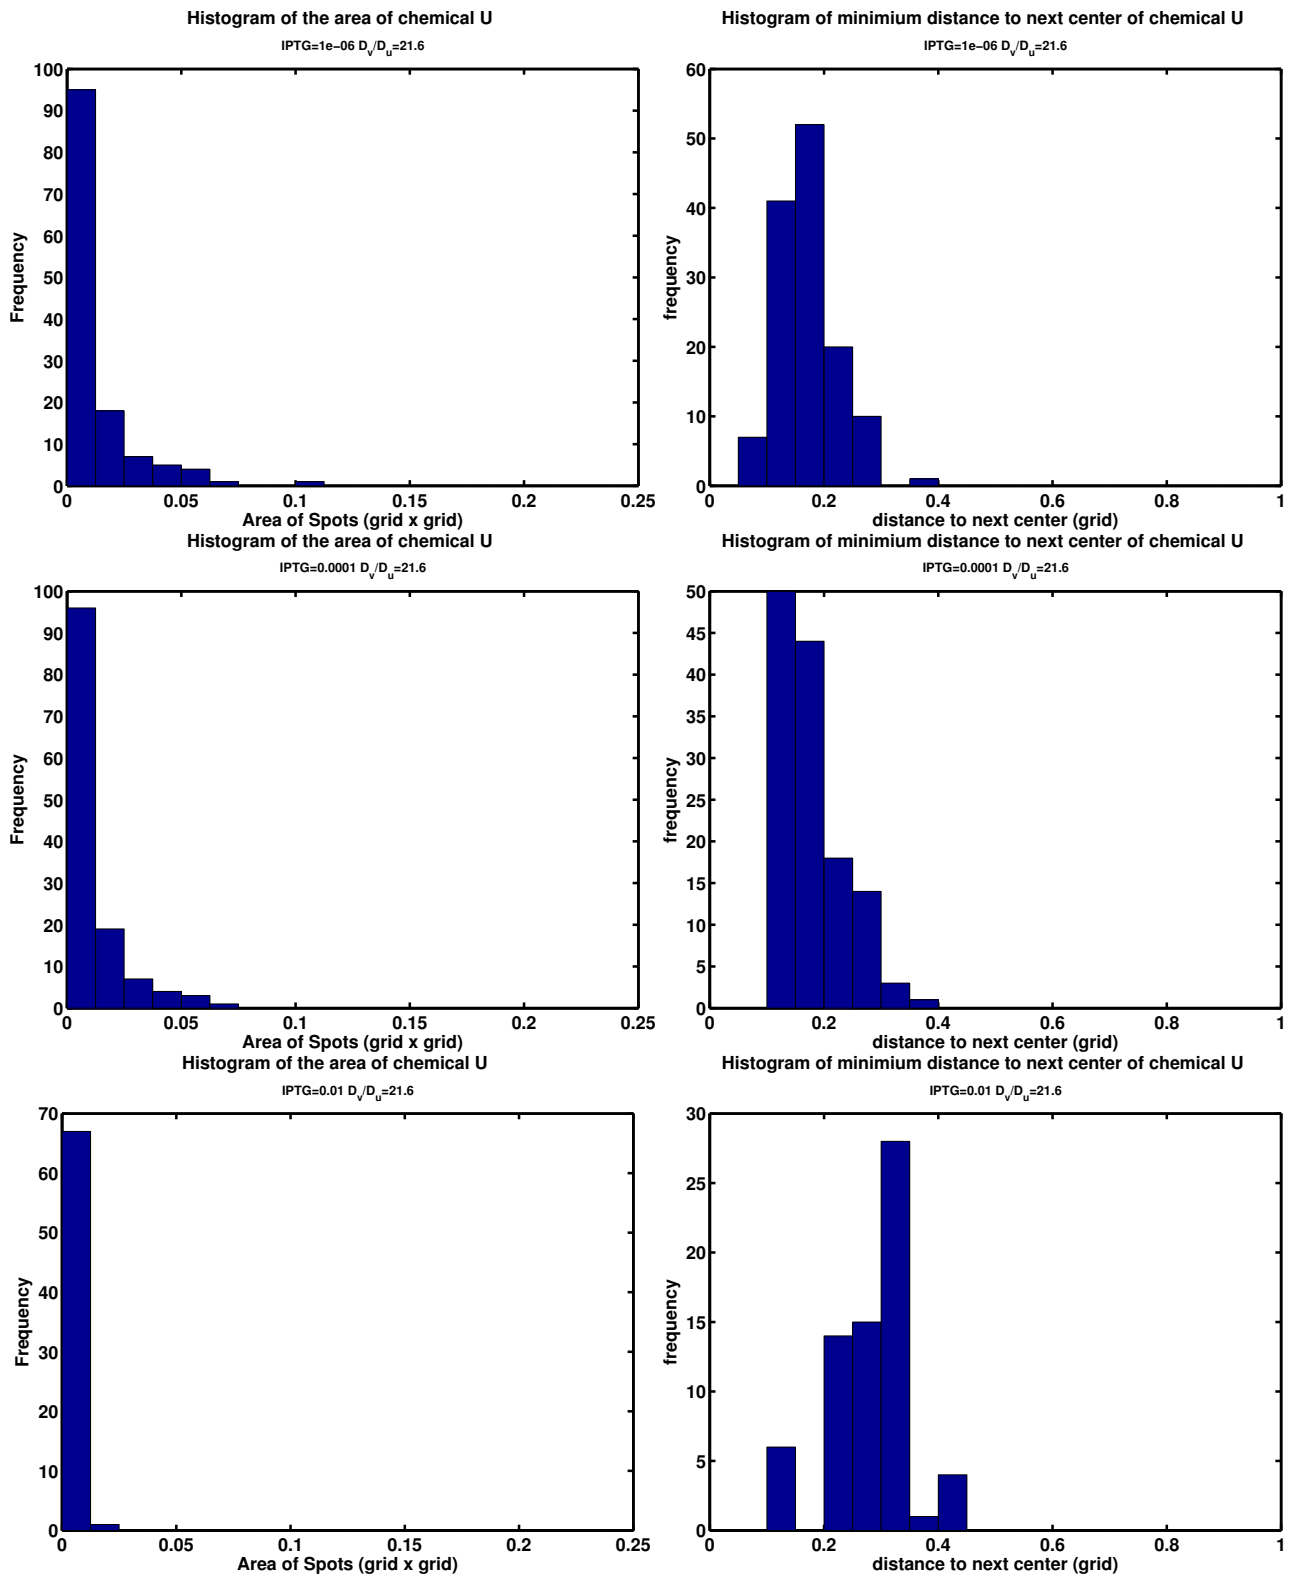 Histogram of the area of chemical U
IPTG=1e−06 Dv/Du=21.6
100
90
80
70
60
50
40
30
20
10
0
Frequency
0 0.05 0.1 0.15 0.2 0.25
Area of Spots (grid x grid)
Histogram of minimium distance to next center of chemical U
IPTG=1e−06 Dv/Du=21.6
60
50
40
30
20
10
0
frequency
0 0.2 0.4 0.6 0.8 1
distance to next center (grid)
Histogram of the area of chemical U
IPTG=0.0001 Dv/Du=21.6
100
90
80
70
60
50
40
30
20
10
0
Frequency
0 0.05 0.1 0.15 0.2 0.25
Area of Spots (grid x grid)
Histogram of minimium distance to next center of chemical U
IPTG=0.0001 Dv/Du=21.6
50
45
40
35
30
25
20
15
10
5
0
frequency
0 0.2 0.4 0.6 0.8 1
distance to next center (grid)
Histogram of the area of chemical U
IPTG=0.01 Dv/Du=21.6
70
60
50
40
30
20
10
0
Frequency
0 0.05 0.1 0.15 0.2 0.25
Area of Spots (grid x grid)
Histogram of minimium distance to next center of chemical U
IPTG=0.01 Dv/Du=21.6
30
25
20
15
10
5
0
frequency
0 0.2 0.4 0.6 0.8 1
distance to next center (grid)